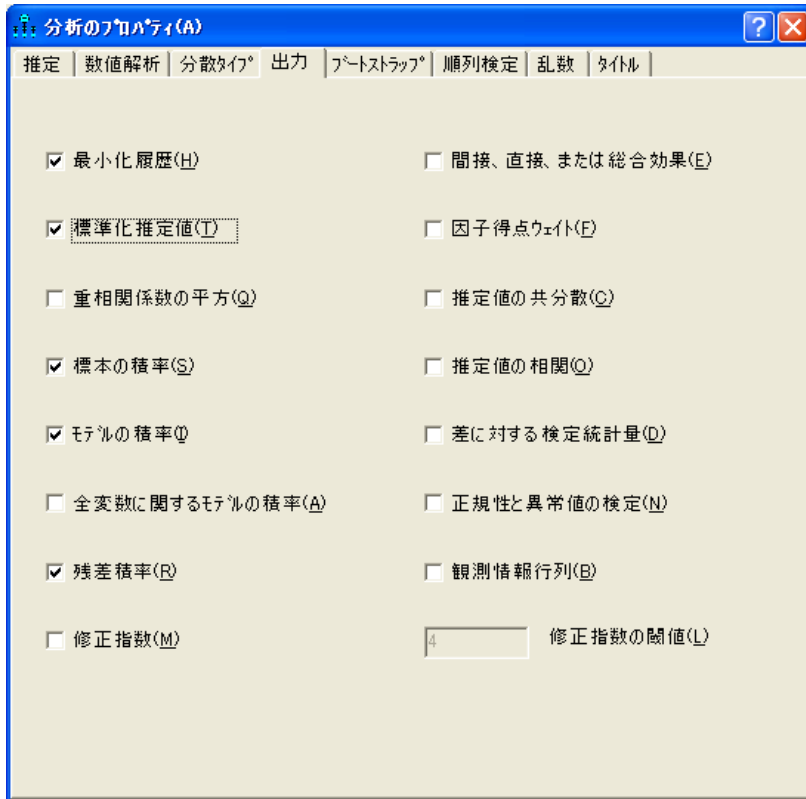 分析のﾌﾟﾛﾊﾟﾃｨ(A)
推定 数値解析 分散ﾀｲﾌﾟ 出力 ﾌﾞｰﾄｽﾄﾗｯﾌﾟ 順列検定 乱数 ﾀｲﾄﾙ
最小化履歴(H) 間接、直接、または総合効果(E)
標準化推定値(T) 因子得点ｳｪｲﾄ(F)
重相関係数の平方(Q) 推定値の共分散(C)
標本の積率(S) 推定値の相関(O)
ﾓﾃﾞﾙの積率(I) 差に対する検定統計量(D)
全変数に関するﾓﾃﾞﾙの積率(A) 正規性と異常値の検定(N)
残差積率(R) 観測情報行列(B)
修正指数(M) 4 修正指数の閾値(L)